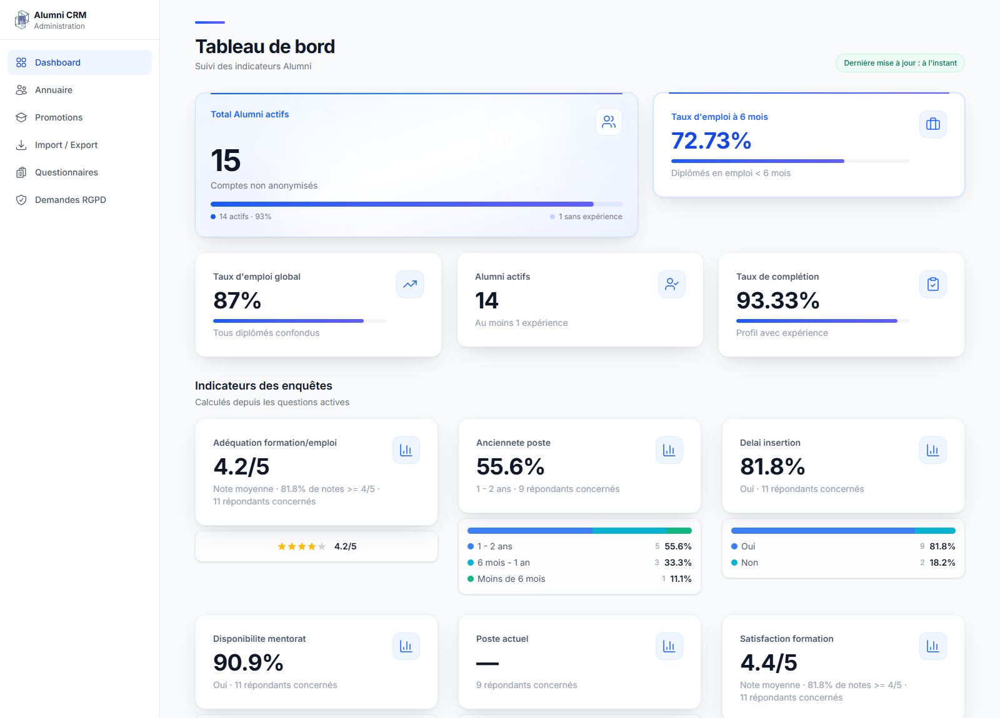 Alumni CRM
Administration
Dashboard
Annuaire
Promotions
Import / Export
Questionnaires
Demandes RGPD
Tableau de bord
Suivi des indicateurs Alumni
Dernière mise à jour : à l'instant
Total Alumni actifs
15
Comptes non anonymisés
14 actifs · 93%
1 sans expérience
Taux d'emploi à 6 mois
72.73%
Diplômés en emploi < 6 mois
Taux d'emploi global
87%
Tous diplômés confondus
Alumni actifs
14
Au moins 1 expérience
Taux de complétion
93.33%
Profil avec expérience
Indicateurs des enquêtes
Calculés depuis les questions actives
Adéquation formation/emploi
4.2/5
Note moyenne · 81.8% de notes >= 4/5 ·
11 répondants concernés
4.2/5
Anciennete poste
55.6%
1 - 2 ans · 9 répondants concernés
1 - 2 ans 5 55.6%
6 mois - 1 an 3 33.3%
Moins de 6 mois 1 11.1%
Delai insertion
81.8%
Oui · 11 répondants concernés
Oui 9 81.8%
Non 2 18.2%
Disponibilite mentorat
90.9%
Oui · 11 répondants concernés
Poste actuel
—
9 répondants concernés
Satisfaction formation
4.4/5
Note moyenne · 81.8% de notes >= 4/5 ·
11 répondants concernés